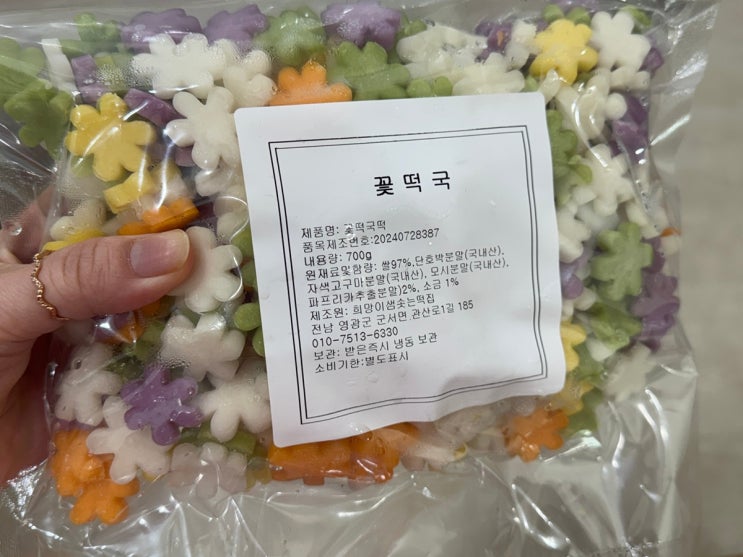 꽃 떡 국
제품명: 꽃떡국떡
품목제조번호:20240728387
내용량: 700g
원재료및함량: 쌀97%,단호박분말(국내산),
자색고구마분말(국내산), 모시분말(국내산),
파프리카추출분말)2%, 소금 1%
제조원: 희망이샘솟는떡집
전남 영광군 군서면 관산로1길 185
010-7513-6330
보관: 받은즉시 냉동 보관
소비기한:별도표시